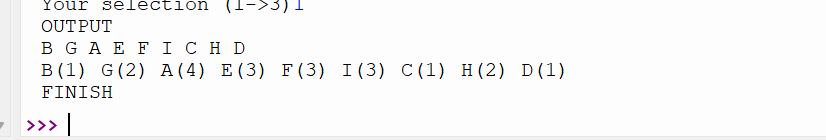 Your selection (1->3)1
OUTPUT
B G A E F I C H D
B(1) G(2) A(4) E(3) F(3) I(3) C(1) H(2) D(1)
FINISH
>>>